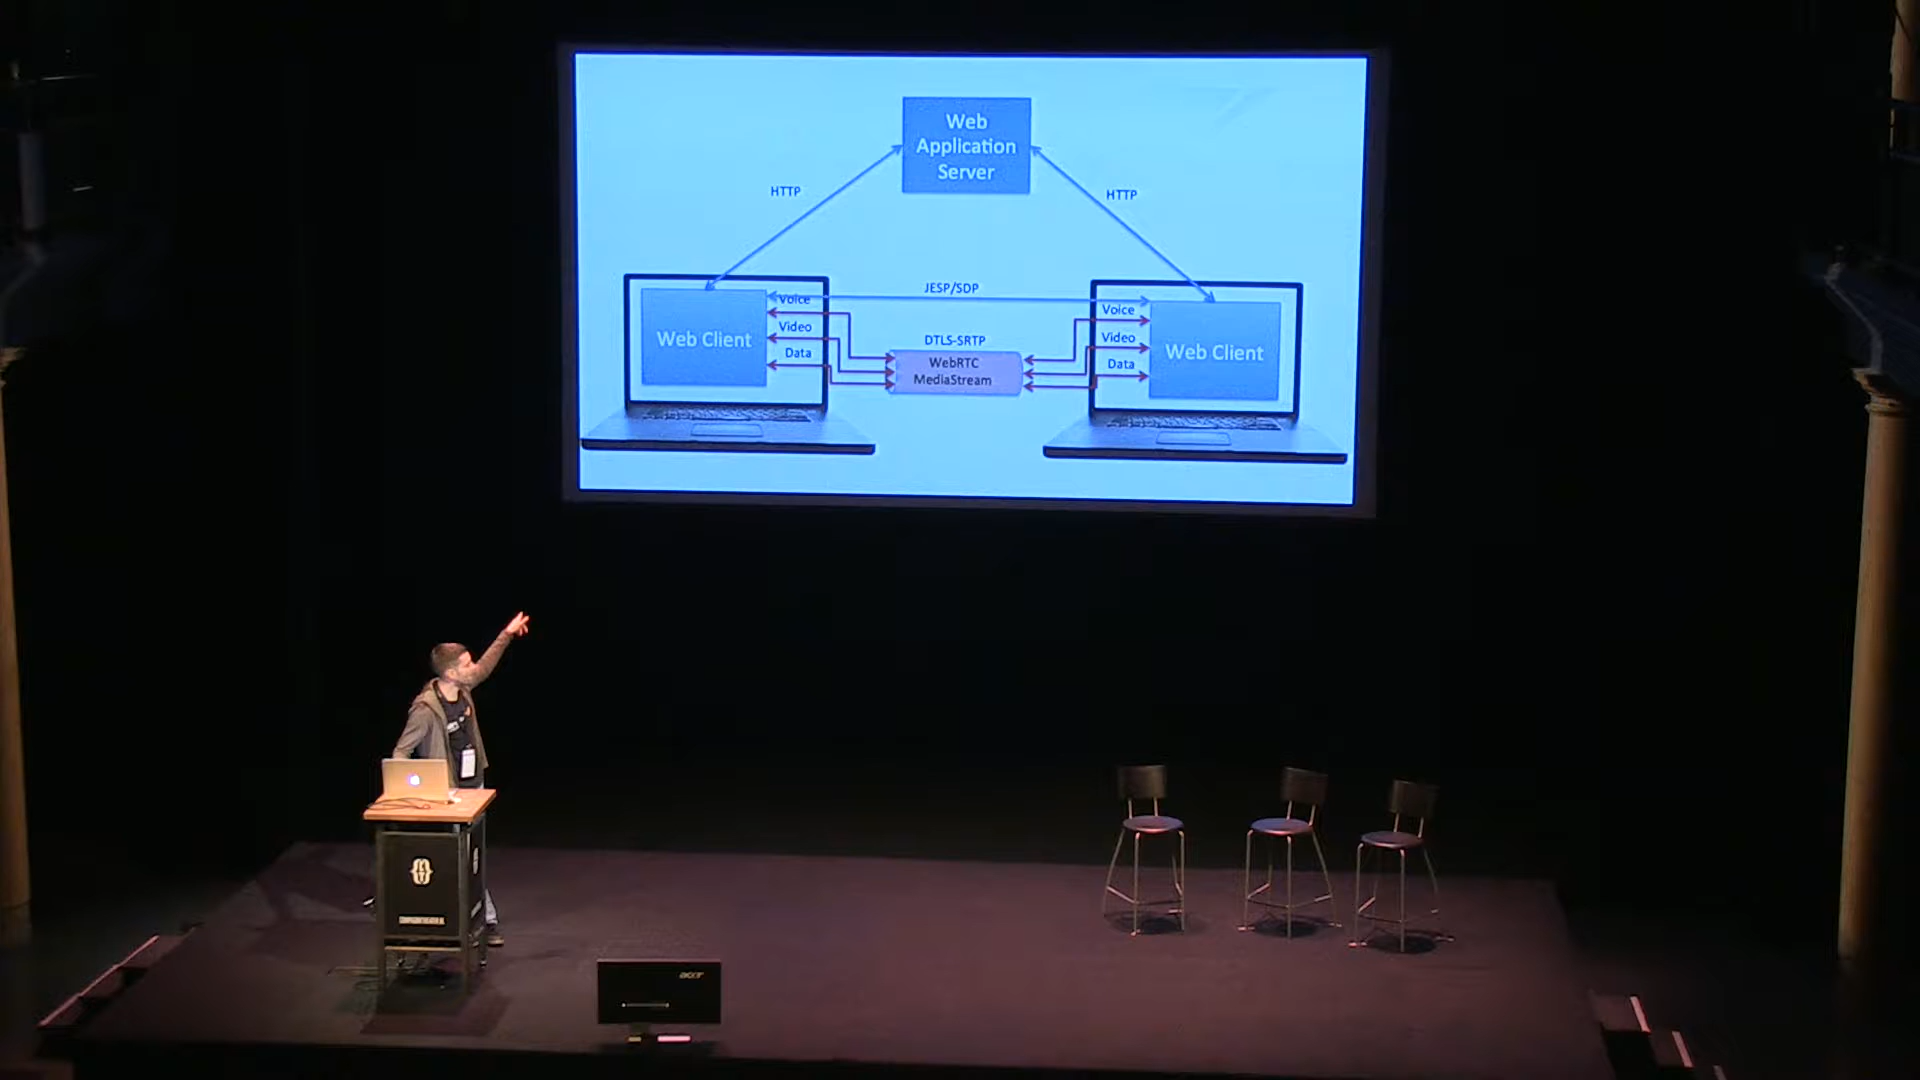 Web
Application
Server
HTTP
HTTP
JESP/SDP
Voice
Video
Data
Web Client
DTLS-SRTP
WebRTC
MediaStream
Voice
Video
Data
Web Client
acer